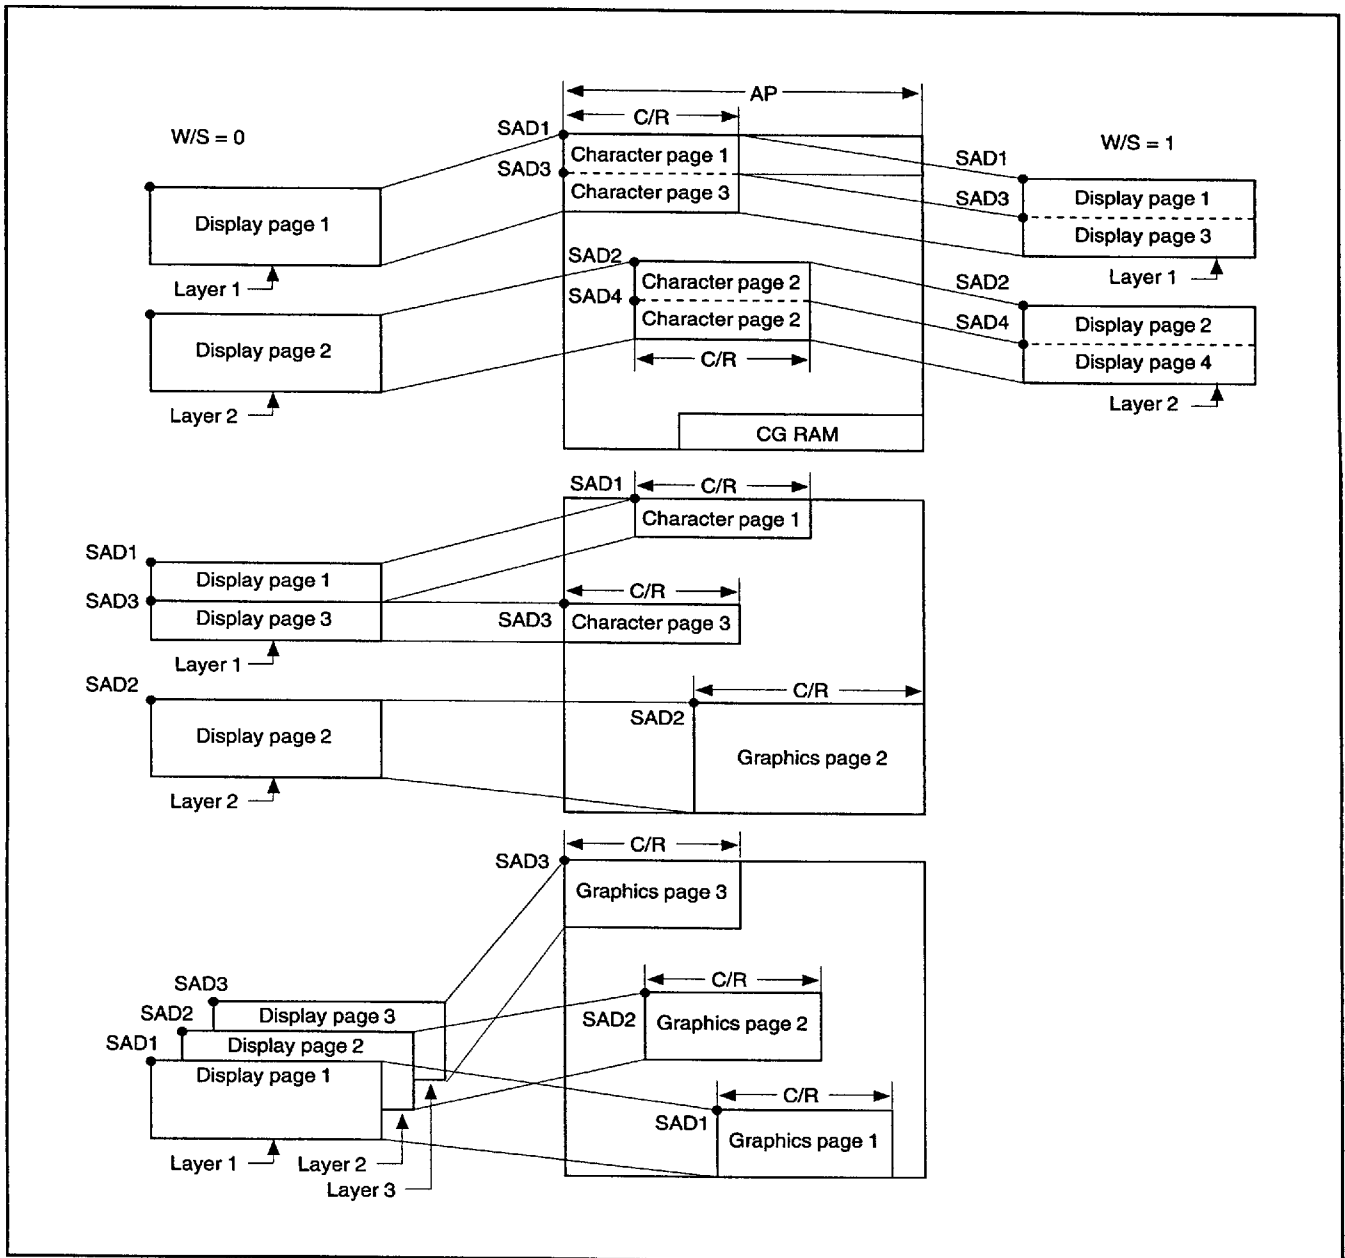 AP
C/R
W/S = 0
SAD1
W/S = 1
Character page 1
SAD1
SAD3
Character page 3
SAD3
Display page 1
Display page 1
Display page 3
Layer 1
Layer 1
SAD2
SAD2
Character page 2
SAD4
Character page 2
SAD4
Display page 2
Display page 2
Display page 4
C/R
Layer 2
Layer 2
CG RAM
SAD1
C/R
Character page 1
SAD1
Display page 1
C/R
SAD3
Display page 3
SAD3
Character page 3
Layer 1
SAD2
C/R
SAD2
Display page 2
Graphics page 2
Layer 2
C/R
SAD3
Graphics page 3
SAD3
C/R
SAD2
Display page 3
SAD2
Graphics page 2
SAD1
Display page 2
Display page 1
C/R
SAD1
Graphics page 1
Layer 1
Layer 2
Layer 3